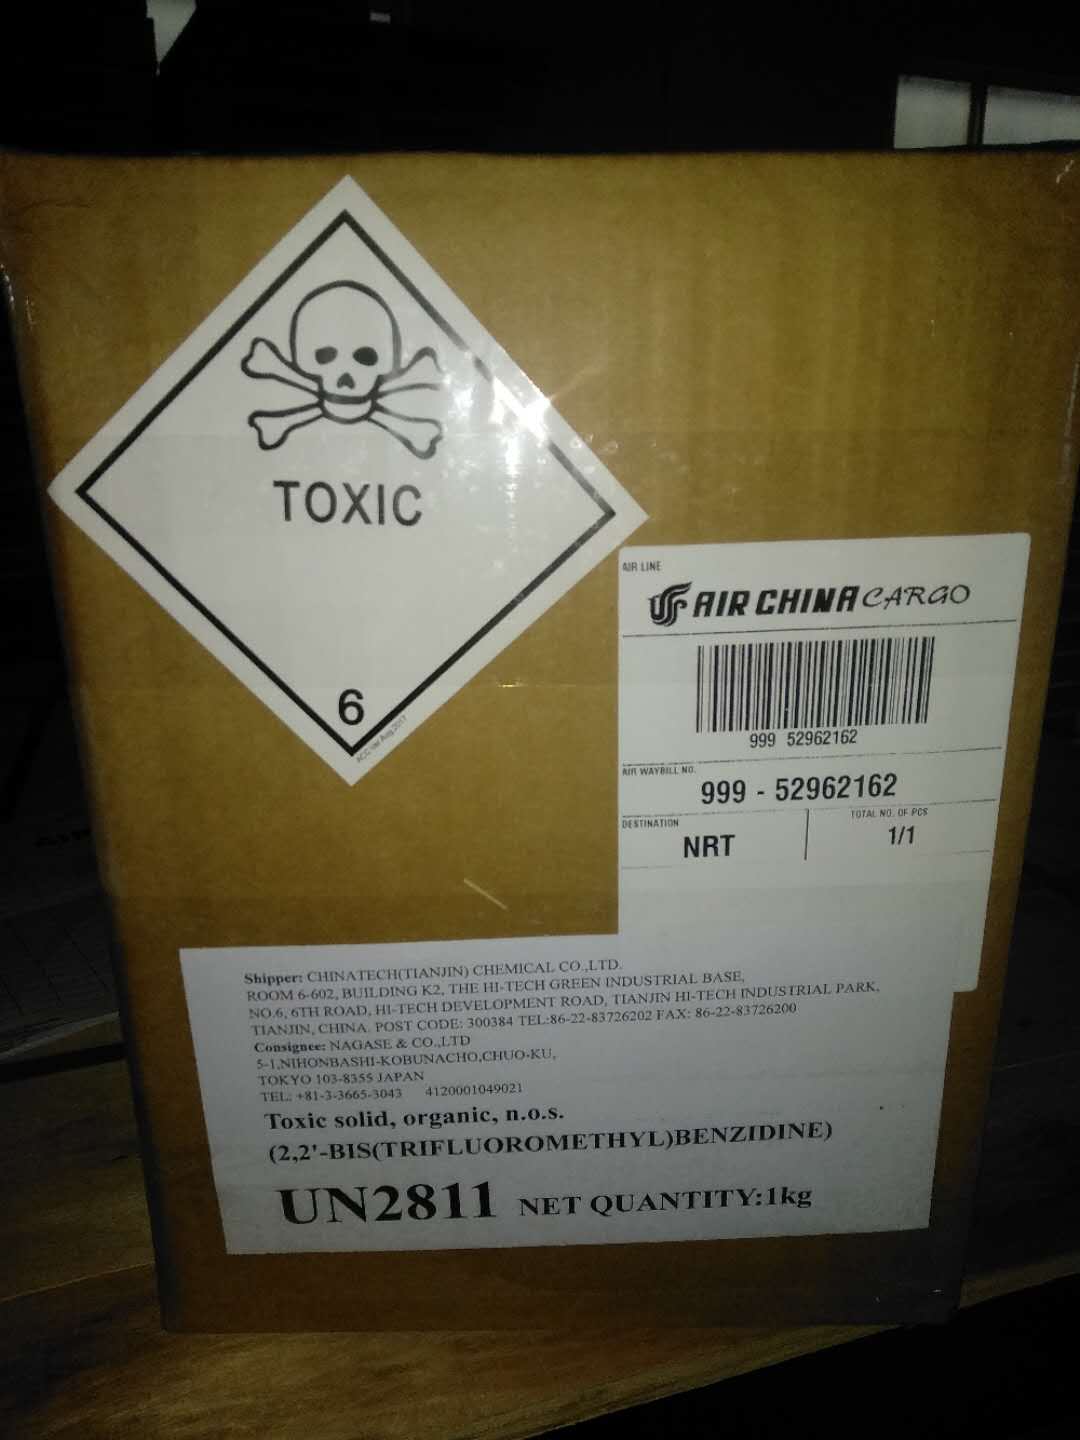 TOXIC
6
ACC Ver Aug.2017
AIR LINE
AIR CHINA CARGO
999 52962162
AIR WAYBILL NO.
999 - 52962162
DESTINATION
NRT
TOTAL NO. OF PCS
1/1
Shipper: CHINATECH(TIANJIN) CHEMICAL CO.,LTD.
ROOM 6-602, BUILDING K2, THE HI-TECH GREEN INDUSTRIAL BASE,
NO.6, 6TH ROAD, HI-TECH DEVELOPMENT ROAD, TIANJIN HI-TECH INDUSTRIAL PARK,
TIANJIN, CHINA. POST CODE: 300384 TEL:86-22-83726202 FAX: 86-22-83726200
Consignee: NAGASE & CO.,LTD
5-1,NIHONBASHI-KOBUNACHO,CHUO-KU,
TOKYO 103-8355 JAPAN
TEL: +81-3-3665-3043 4120001049021
Toxic solid, organic, n.o.s.
(2,2'-BIS(TRIFLUOROMETHYL)BENZIDINE)
UN2811 NET QUANTITY:1kg